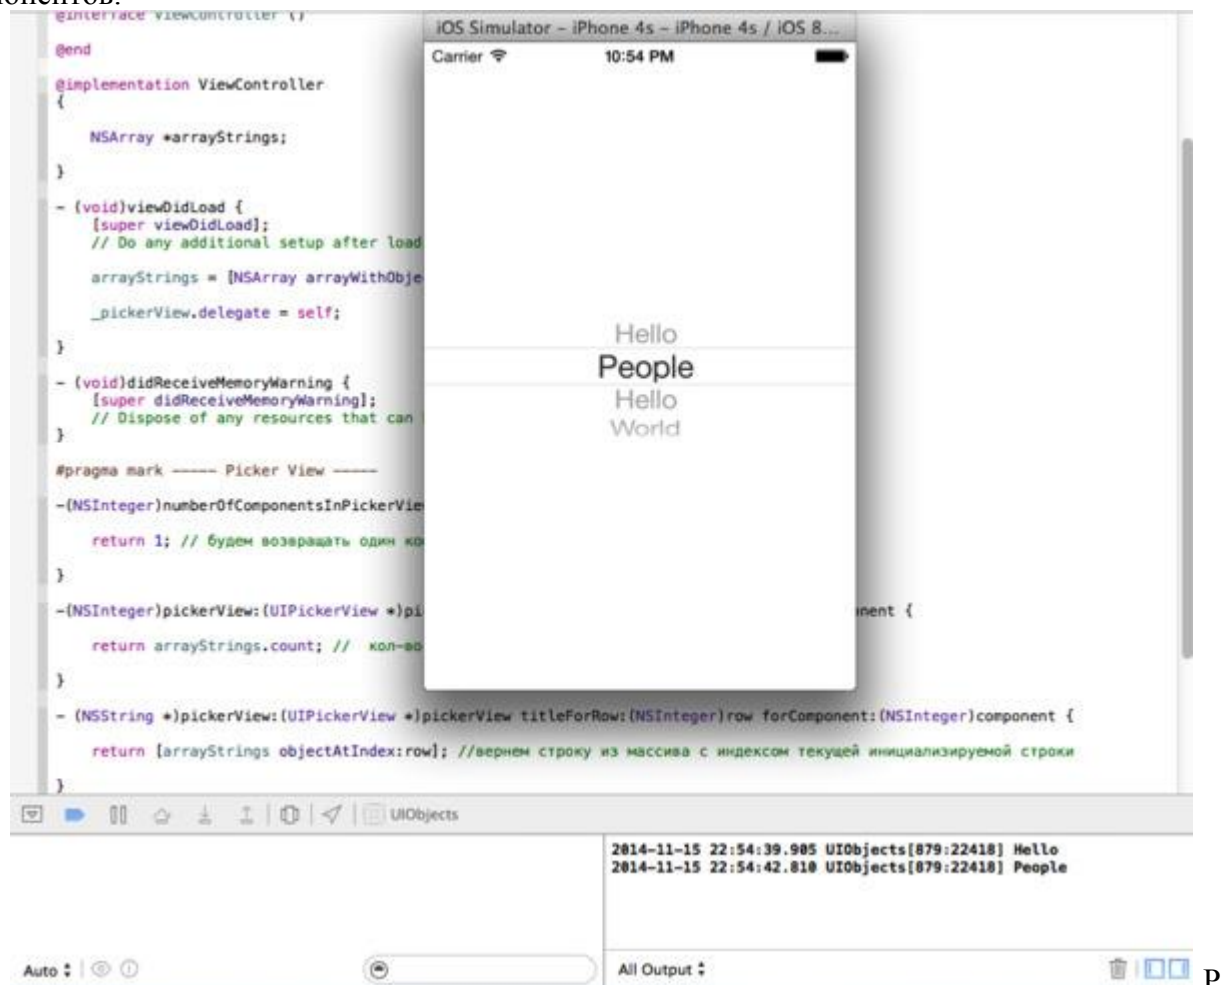 @interface ViewController ()
@end
@implementation ViewController
{
NSArray *arrayStrings;
}
- (void)viewDidLoad {
[super viewDidLoad];
// Do any additional setup after load
arrayStrings = [NSArray arrayWithObje
_pickerView.delegate = self;
}
- (void)didReceiveMemoryWarning {
[super didReceiveMemoryWarning];
// Dispose of any resources that can
}
#pragma mark ----- Picker View -----
-(NSInteger)numberOfComponentsInPickerVie
return 1; // будем возвращать один ко
}
-(NSInteger)pickerView:(UIPickerView *)pi nent {
return arrayStrings.count; // кол-во
}
- (NSString *)pickerView:(UIPickerView *)pickerView titleForRow:(NSInteger)row forComponent:(NSInteger)component {
return [arrayStrings objectAtIndex:row]; //вернем строку из массива с индексом текущей инициализируемой строки
}
iOS Simulator - iPhone 4s - iPhone 4s / iOS 8...
Carrier 10:54 PM
Hello
People
Hello
World
UIObjects
2014-11-15 22:54:39.905 UIObjects[879:22418] Hello
2014-11-15 22:54:42.810 UIObjects[879:22418] People
Auto
All Output
Р